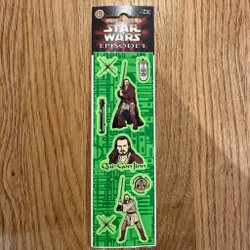 STAR
WARS
EPISODE I
Qui-Gon Jinn